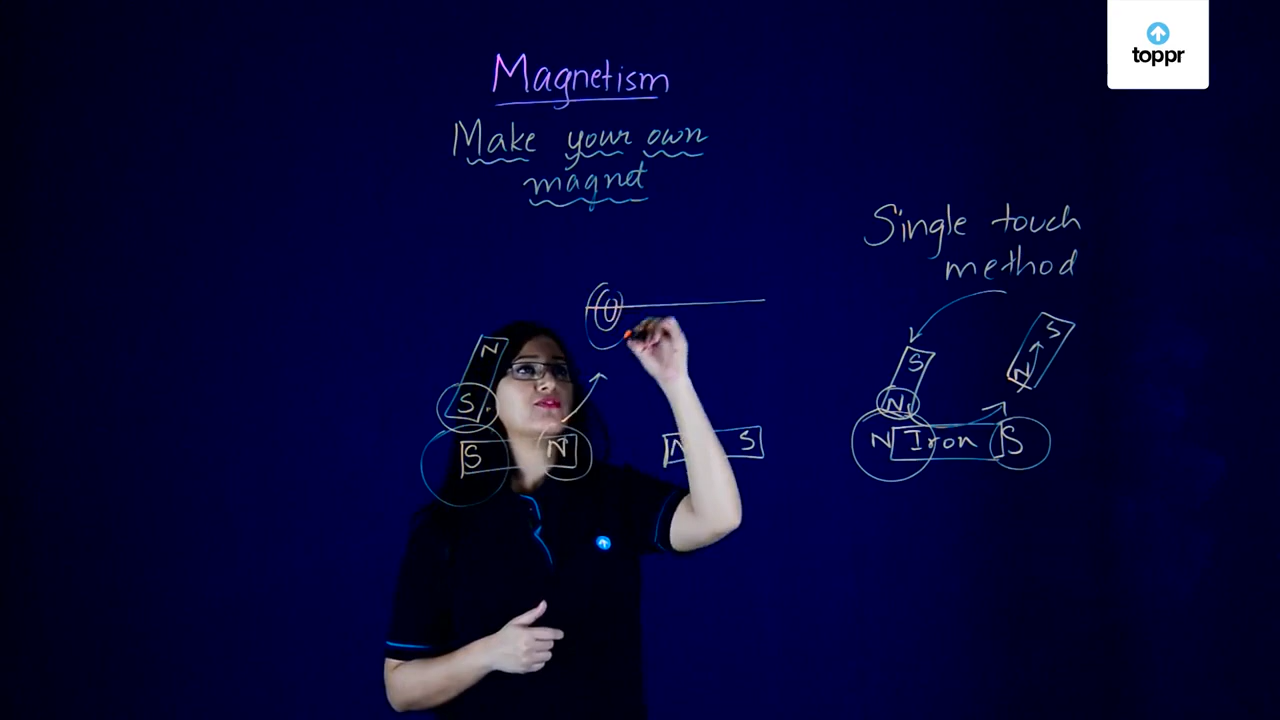 toppr
Magnetism
Make your own
magnet
Single touch
method
N
S
S
N
N
S
S
N
N Iron S
S
N